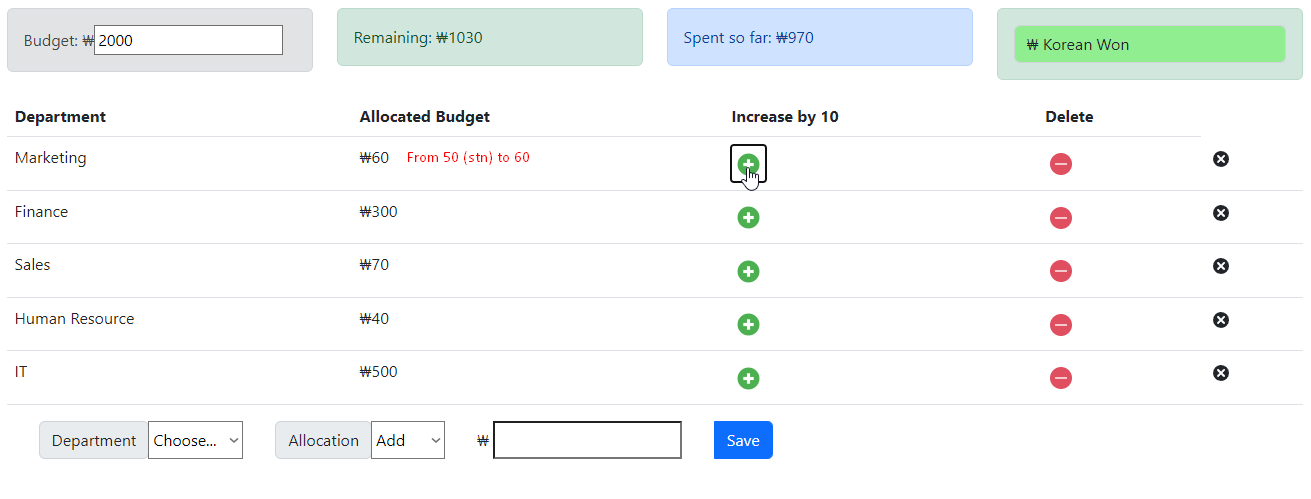 Budget: ₩2000
Remaining: ₩1030
Spent so far: ₩970
₩ Korean Won
Department Allocated Budget Increase by 10 Delete
Marketing ₩60 From 50 (stn) to 60
Finance ₩300
Sales ₩70
Human Resource ₩40
IT ₩500
Department Choose... Allocation Add ₩ Save